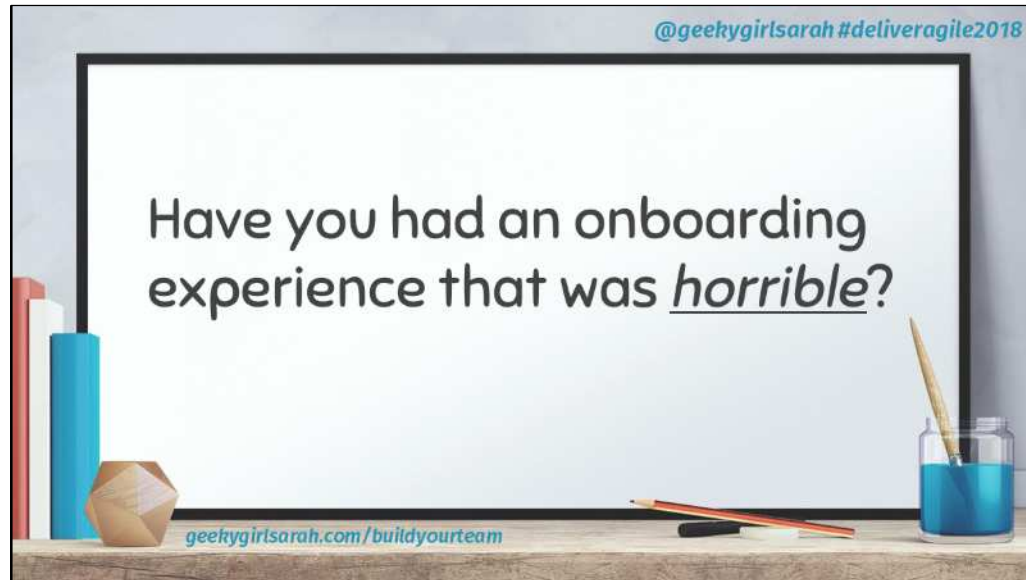 @geekygirlsarah #deliveragile2018
Have you had an onboarding
experience that was horrible?
geekygirlsarah.com/buildyourteam